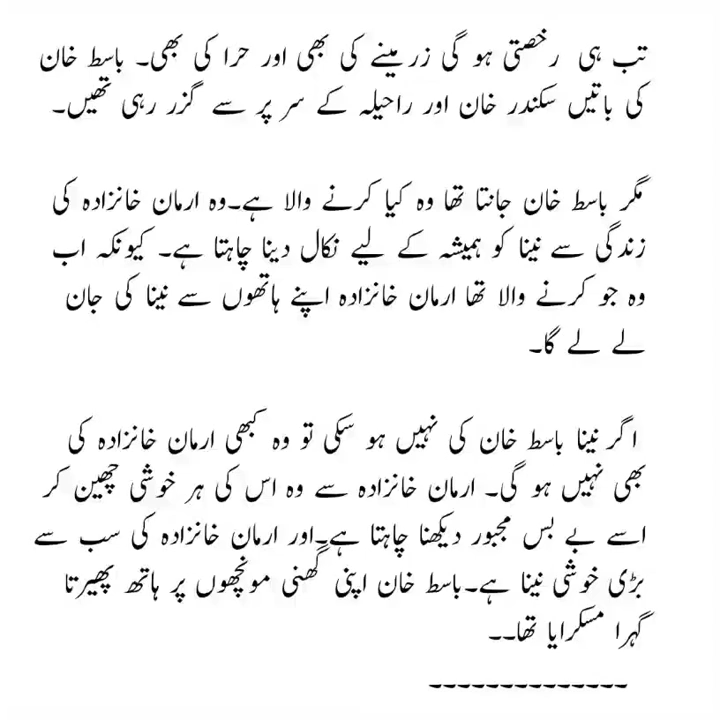 تب ہی رخصتی ہو گی زرمینے کی بھی اور حرا کی بھی۔ باسط خان
کی باتیں سکندر خان اور راحیلہ کے سر پر سے گزر رہی تھیں۔
مگر باسط خان جانتا تھا وہ کیا کرنے والا ہے۔وہ ارمان خانزادہ کی
زندگی سے نینا کو ہمیشہ کے لیے نکال دینا چاہتا ہے۔ کیونکہ اب
وہ جو کرنے والا تھا ارمان خانزادہ اپنے ہاتھوں سے نینا کی جان
لے لے گا۔
اگر نینا باسط خان کی نہیں ہو سکی تو وہ کبھی ارمان خانزادہ کی
بھی نہیں ہو گی۔ ارمان خانزادہ سے وہ اس کی ہر خوشی چھین کر
اسے بے بس مجبور دیکھنا چاہتا ہے۔اور ارمان خانزادہ کی سب سے
بڑی خوشی نینا ہے۔باسط خان اپنی گھنی مونچھوں پر ہاتھ پھیرتا
گہرا مسکرایا تھا۔۔
۔۔۔۔۔۔۔۔۔۔۔۔۔۔